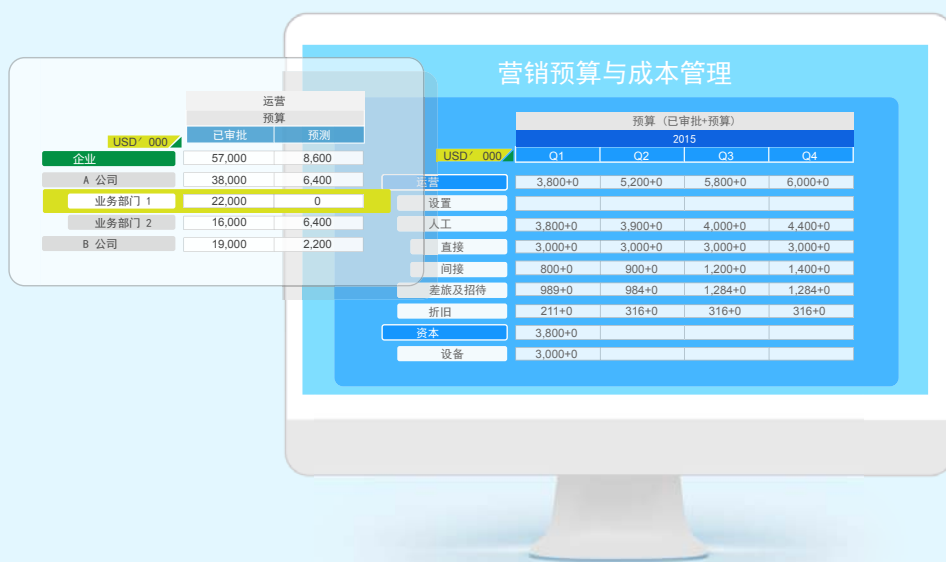 营销预算与成本管理
运营
预算
USD′ 000 已审批 预测
企业 57,000 8,600
A 公司 38,000 6,400
业务部门 1 22,000 0
业务部门 2 16,000 6,400
B 公司 19,000 2,200
预算 (已审批+预算)
2015
USD′ 000 Q1 Q2 Q3 Q4
运营 3,800+0 5,200+0 5,800+0 6,000+0
设置
人工 3,800+0 3,900+0 4,000+0 4,400+0
直接 3,000+0 3,000+0 3,000+0 3,000+0
间接 800+0 900+0 1,200+0 1,400+0
差旅及招待 989+0 984+0 1,284+0 1,284+0
折旧 211+0 316+0 316+0 316+0
资本 3,800+0
设备 3,000+0